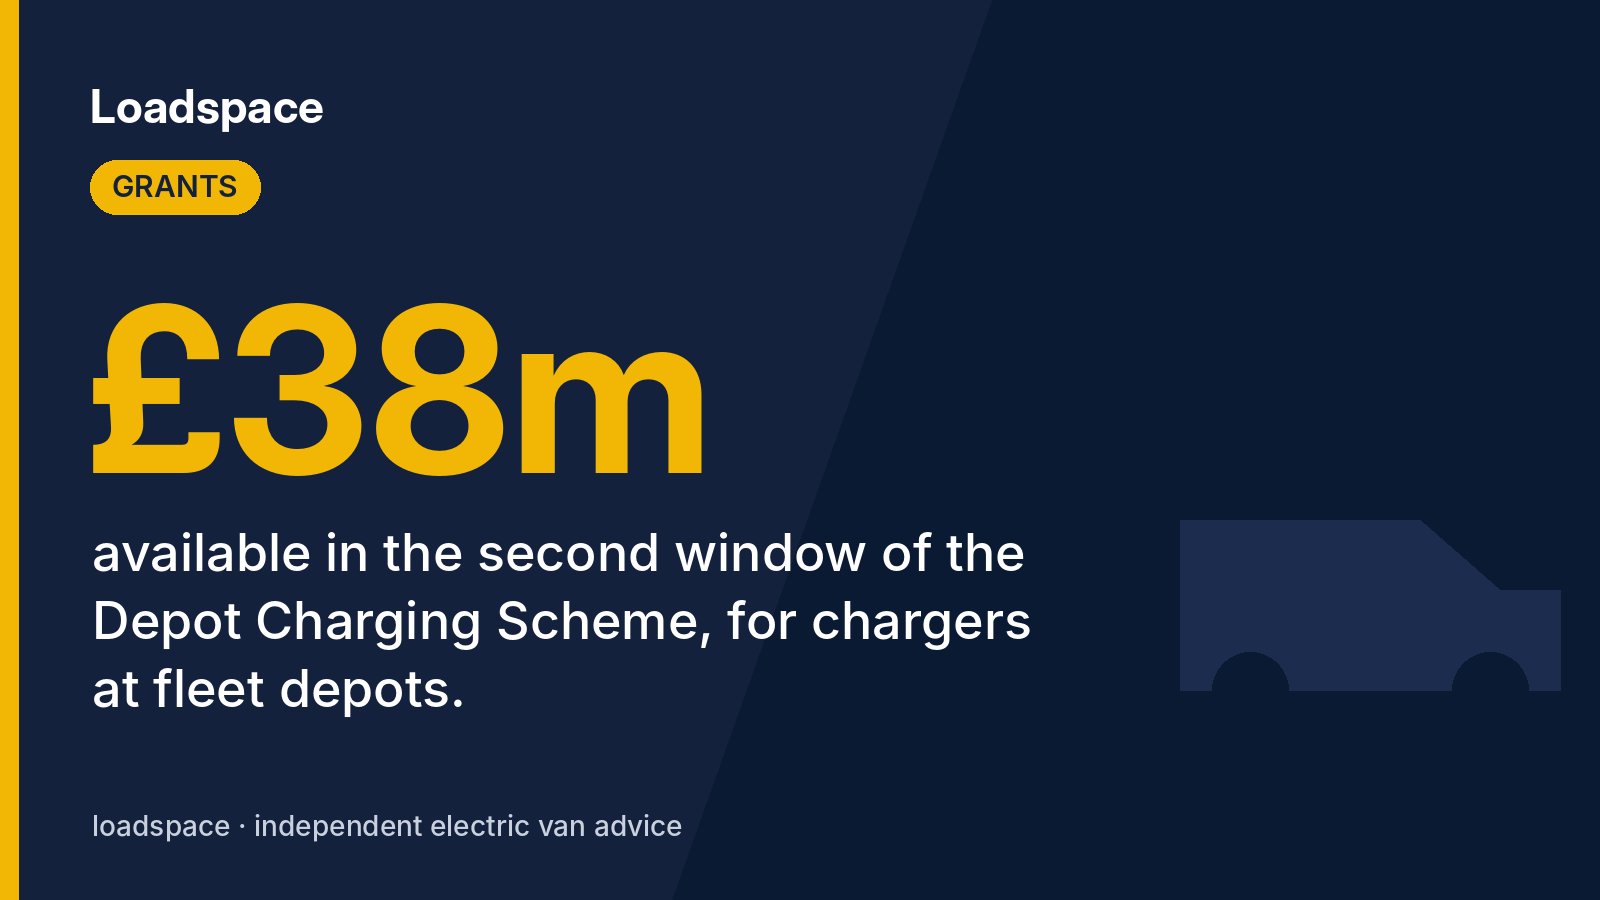 Loadspace
GRANTS
£38m
available in the second window of the
Depot Charging Scheme, for chargers
at fleet depots.
loadspace · independent electric van advice